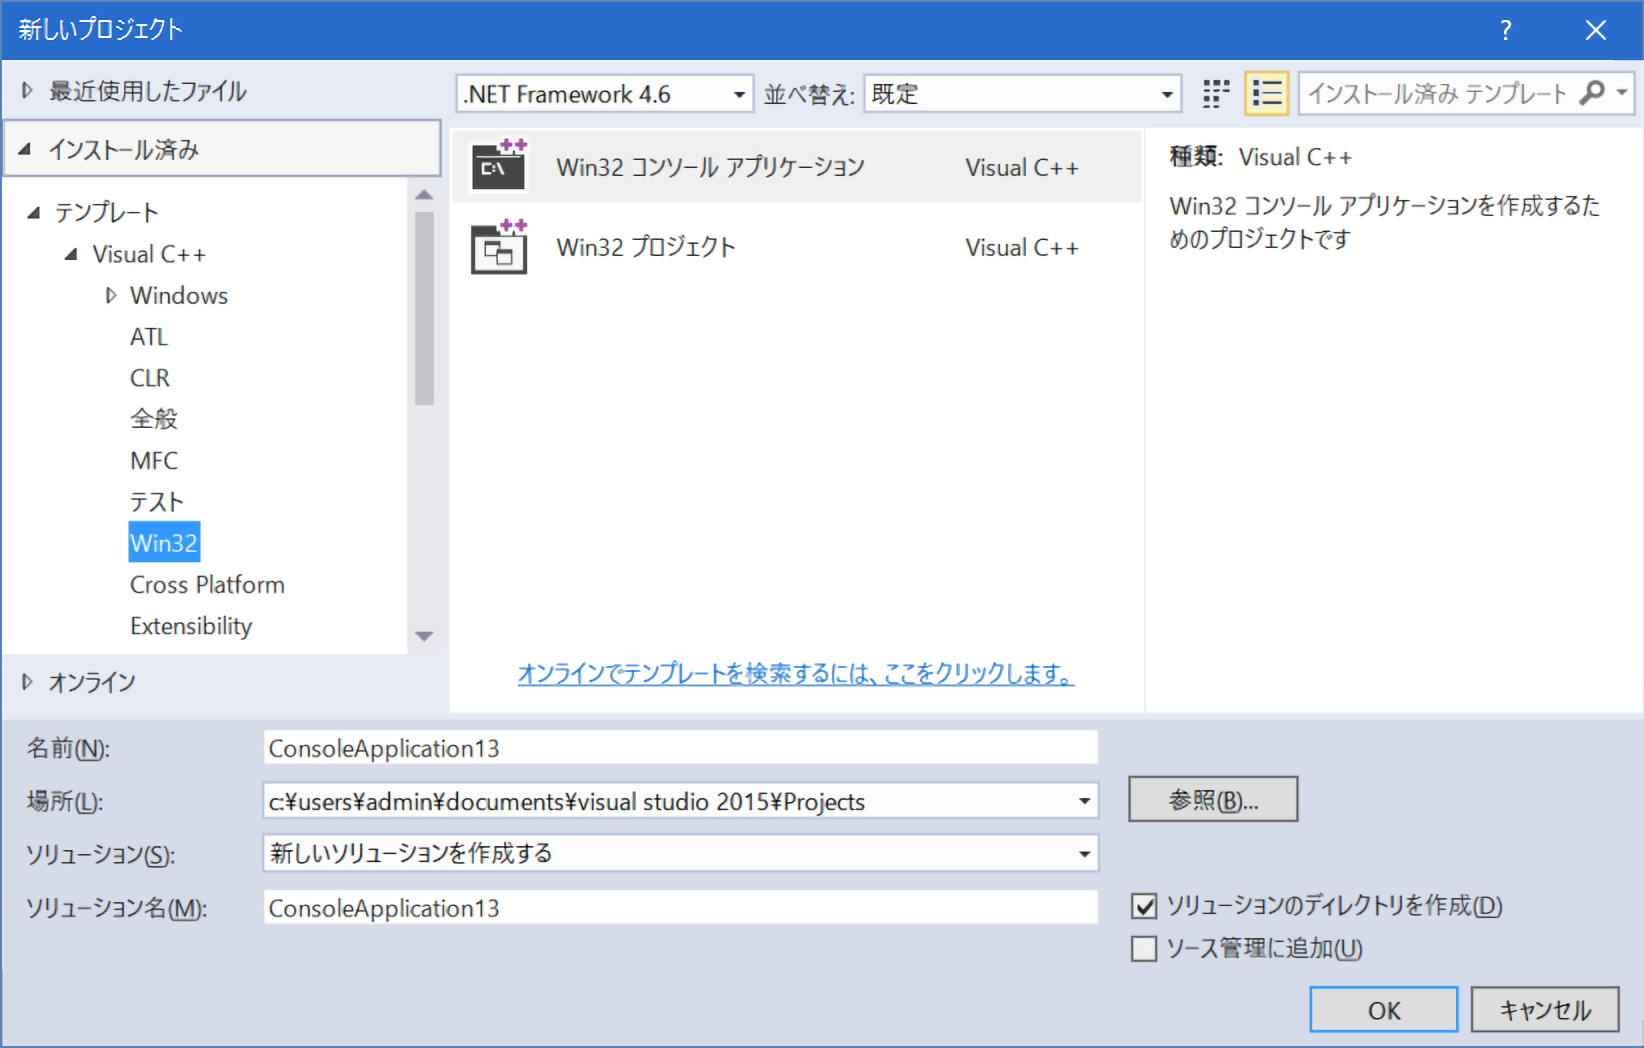 新しいプロジェクト
?
最近使用したファイル
.NET Framework 4.6
並べ替え:
既定
インストール済み テンプレート
インストール済み
テンプレート
Visual C++
Windows
ATL
CLR
全般
MFC
テスト
Win32
Cross Platform
Extensibility
オンライン
C:\
Win32 コンソール アプリケーション
Visual C++
Win32 プロジェクト
Visual C++
オンラインでテンプレートを検索するには、ここをクリックします。
種類: Visual C++
Win32 コンソール アプリケーションを作成するた
めのプロジェクトです
名前(N):
ConsoleApplication13
場所(L):
c:¥users¥admin¥documents¥visual studio 2015¥Projects
参照(B)...
ソリューション(S):
新しいソリューションを作成する
ソリューション名(M):
ConsoleApplication13
ソリューションのディレクトリを作成(D)
ソース管理に追加(U)
OK
キャンセル